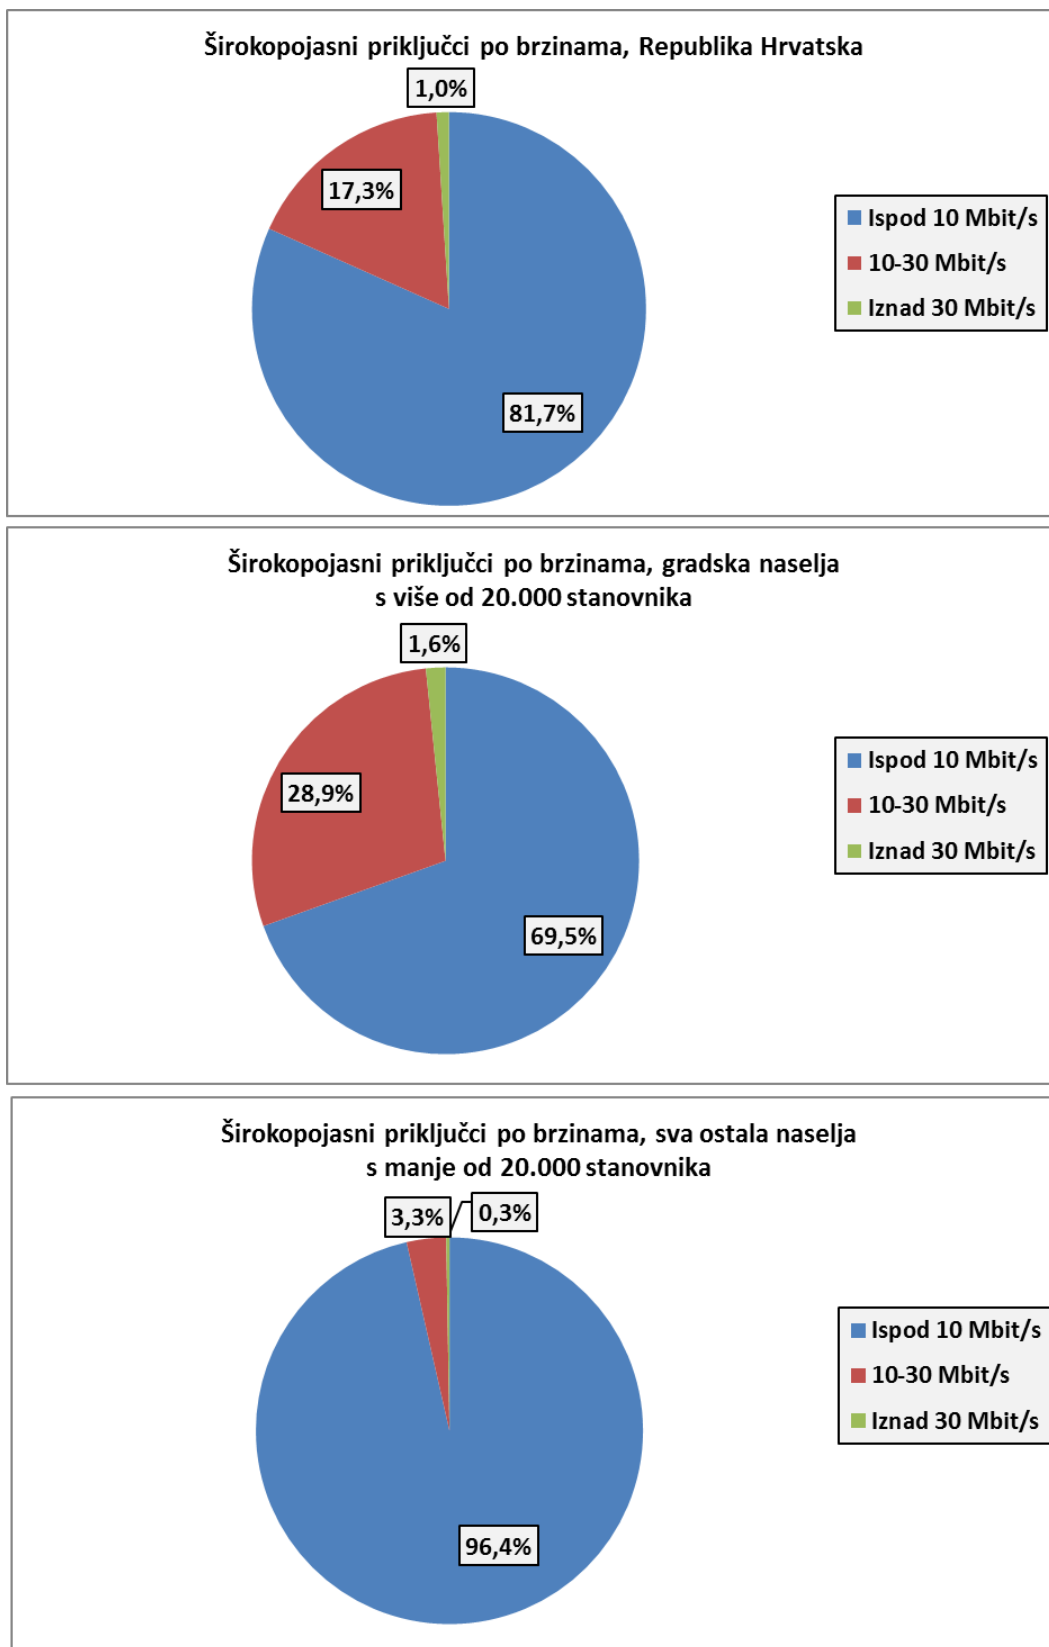 Širokopojasni priključci po brzinama, Republika Hrvatska
1,0%
17,3%
81,7%
Ispod 10 Mbit/s
10-30 Mbit/s
Iznad 30 Mbit/s
Širokopojasni priključci po brzinama, gradska naselja
s više od 20.000 stanovnika
1,6%
28,9%
69,5%
Ispod 10 Mbit/s
10-30 Mbit/s
Iznad 30 Mbit/s
Širokopojasni priključci po brzinama, sva ostala naselja
s manje od 20.000 stanovnika
3,3%
0,3%
96,4%
Ispod 10 Mbit/s
10-30 Mbit/s
Iznad 30 Mbit/s